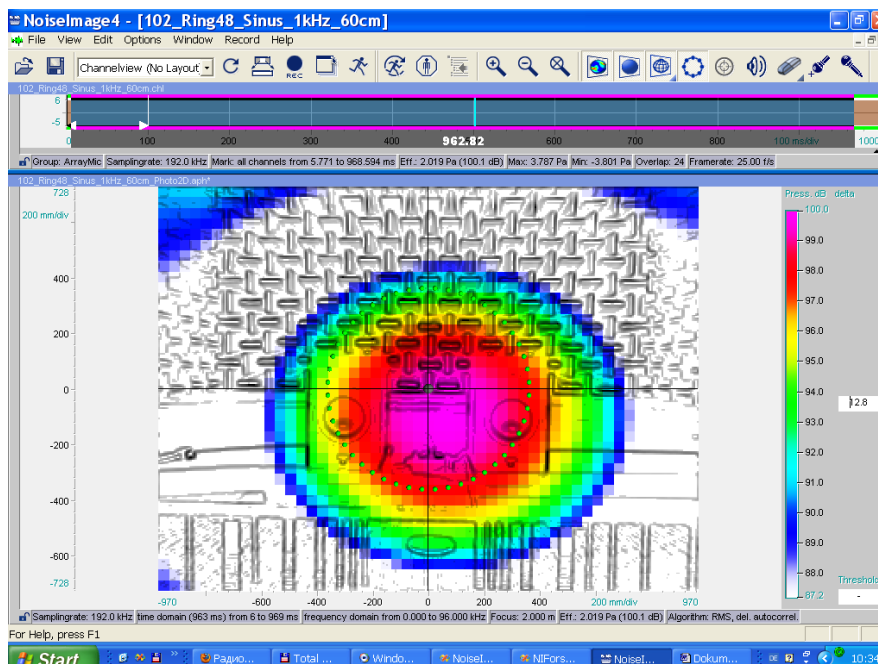 NoiseImage4 - [102_Ring48_Sinus_1kHz_60cm]
File View Edit Options Window Record Help
Channelview (No Layout
REC
102_Ring48_Sinus_1kHz_60cm.chl
6
-5
0 100 200 300 400 962.82 600 700 100 ms/div 1000
Group: ArrayMic Samplingrate: 192.0 kHz Mark: all channels from 5.771 to 968.594 ms Eff.: 2.019 Pa (100.1 dB) Max: 3.787 Pa Min: -3.801 Pa Overlap: 24 Framerate: 25.00 f/s
102_Ring48_Sinus_1kHz_60cm_Photo2D.aph*
728
200 mm/div
400
200
0
-200
-400
-600
-728
-970 -600 -400 -200 0 200 400 200 mm/div 970
Press. dB delta
100.0
99.0
98.0
97.0
96.0
95.0
94.0
93.0
12.8
92.0
91.0
90.0
89.0
88.0
Threshold
87.2 -
Samplingrate: 192.0 kHz time domain (963 ms) from 6 to 969 ms frequency domain from 0.000 to 96.000 kHz Focus: 2.000 m Eff.: 2.019 Pa (100.1 dB) Algorithm: RMS, del. autocorrel.
For Help, press F1
Start » Радио... Total ... Windo... NoiseI... NIFors... NoiseI... Dokum... DE 10:34